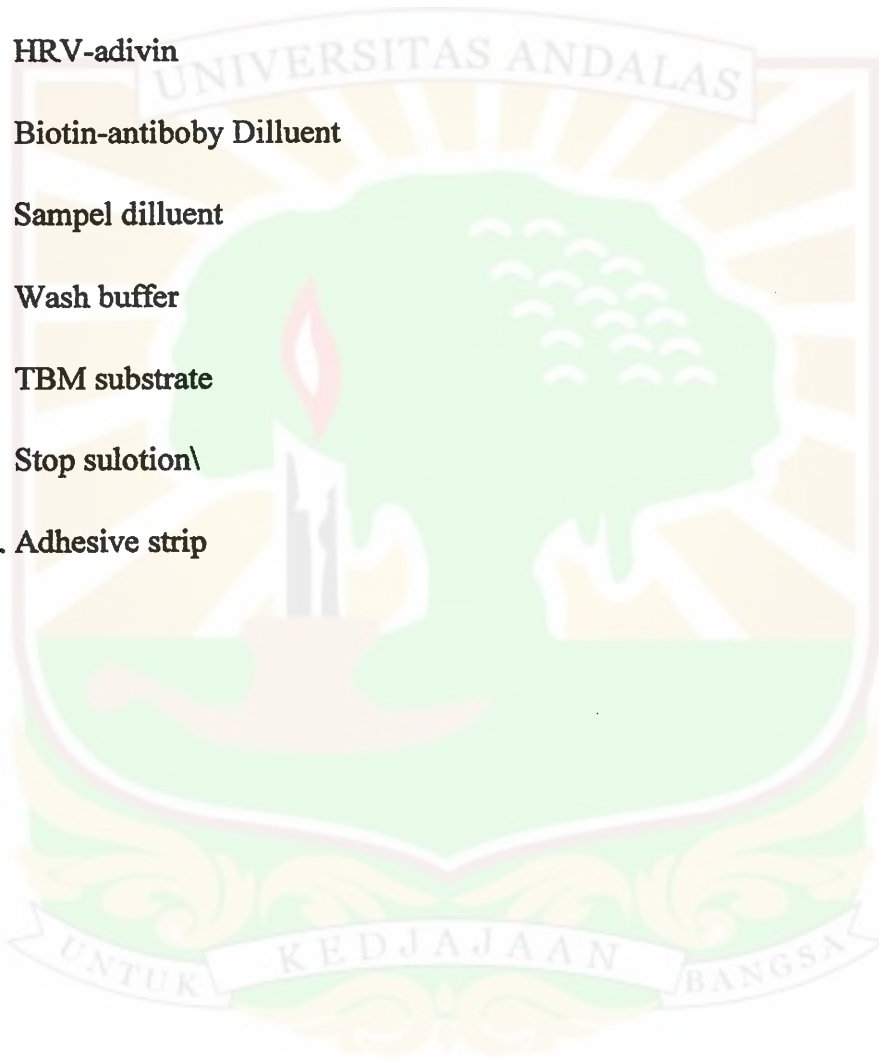 UNIVERSITAS ANDALAS
HRV-adivin
Biotin-antiboby Dilluent
Sampel dilluent
Wash buffer
TBM substrate
Stop sulotion\
. Adhesive strip
UNTUK KEDJAJAAN BANGSA